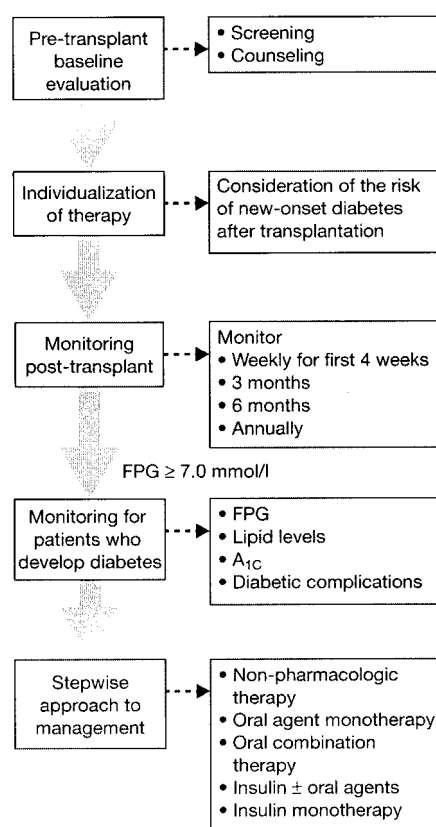 Pre-transplant
baseline
evaluation
• Screening
• Counseling
Individualization
of therapy
Consideration of the risk
of new-onset diabetes
after transplantation
Monitoring
post-transplant
Monitor
• Weekly for first 4 weeks
• 3 months
• 6 months
• Annually
FPG ≥ 7.0 mmol/l
Monitoring for
patients who
develop diabetes
• FPG
• Lipid levels
• A1C
• Diabetic complications
Stepwise
approach to
management
• Non-pharmacologic
therapy
• Oral agent monotherapy
• Oral combination
therapy
• Insulin ± oral agents
• Insulin monotherapy